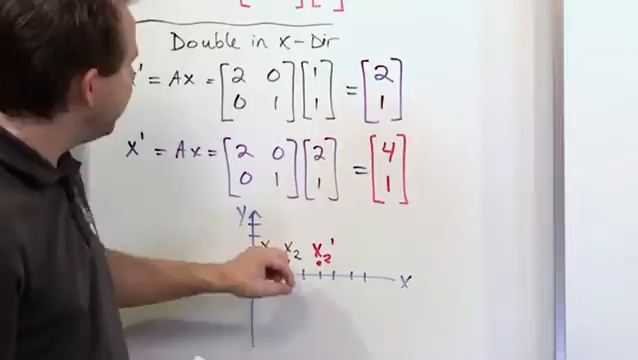 Double in X-Dir
x' = Ax = [2 0; 0 1] [1; 1] = [2; 1]
x' = Ax = [2 0; 0 1] [2; 1] = [4; 1]
y
x x₂ x₂'
x